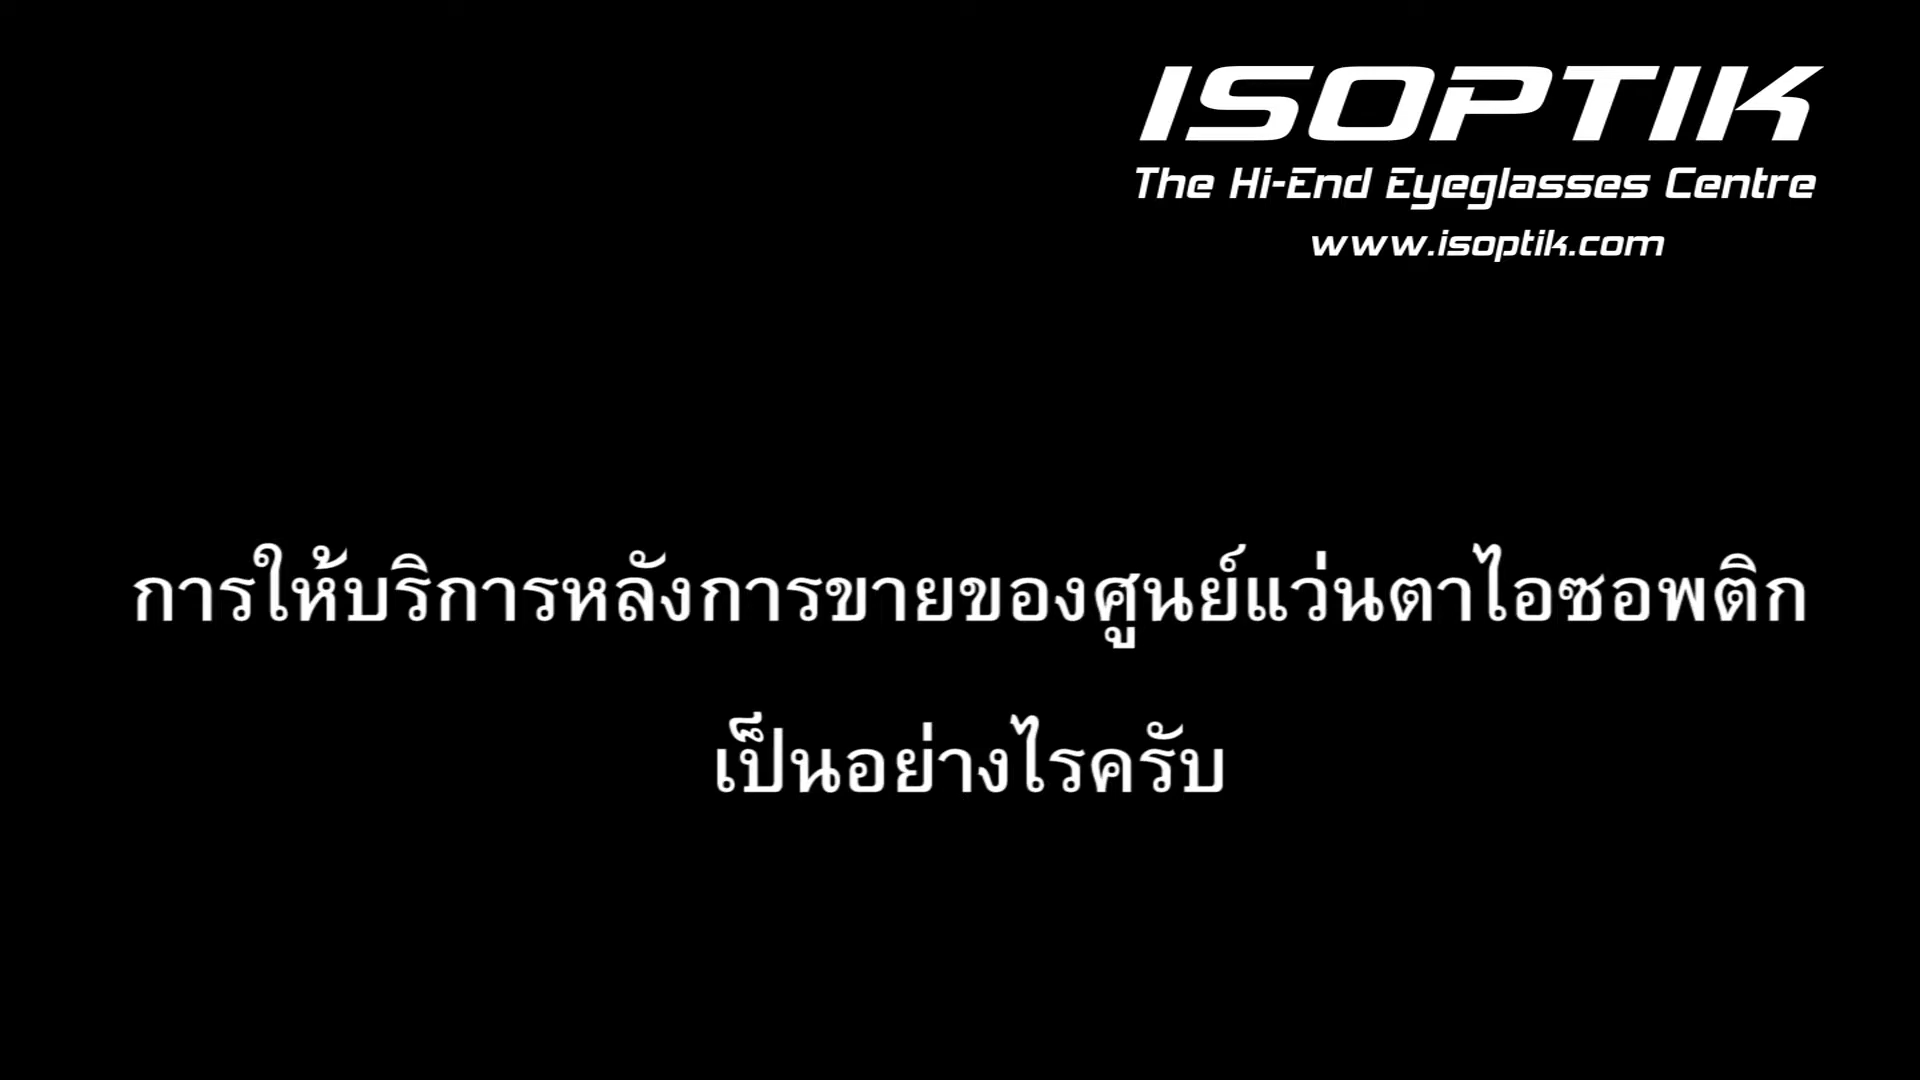 ISOPTIK
The Hi-End Eyeglasses Centre
www.isoptik.com
การให้บริการหลังการขายของศูนย์แว่นตาไอซอพติก
เป็นอย่างไรครับ